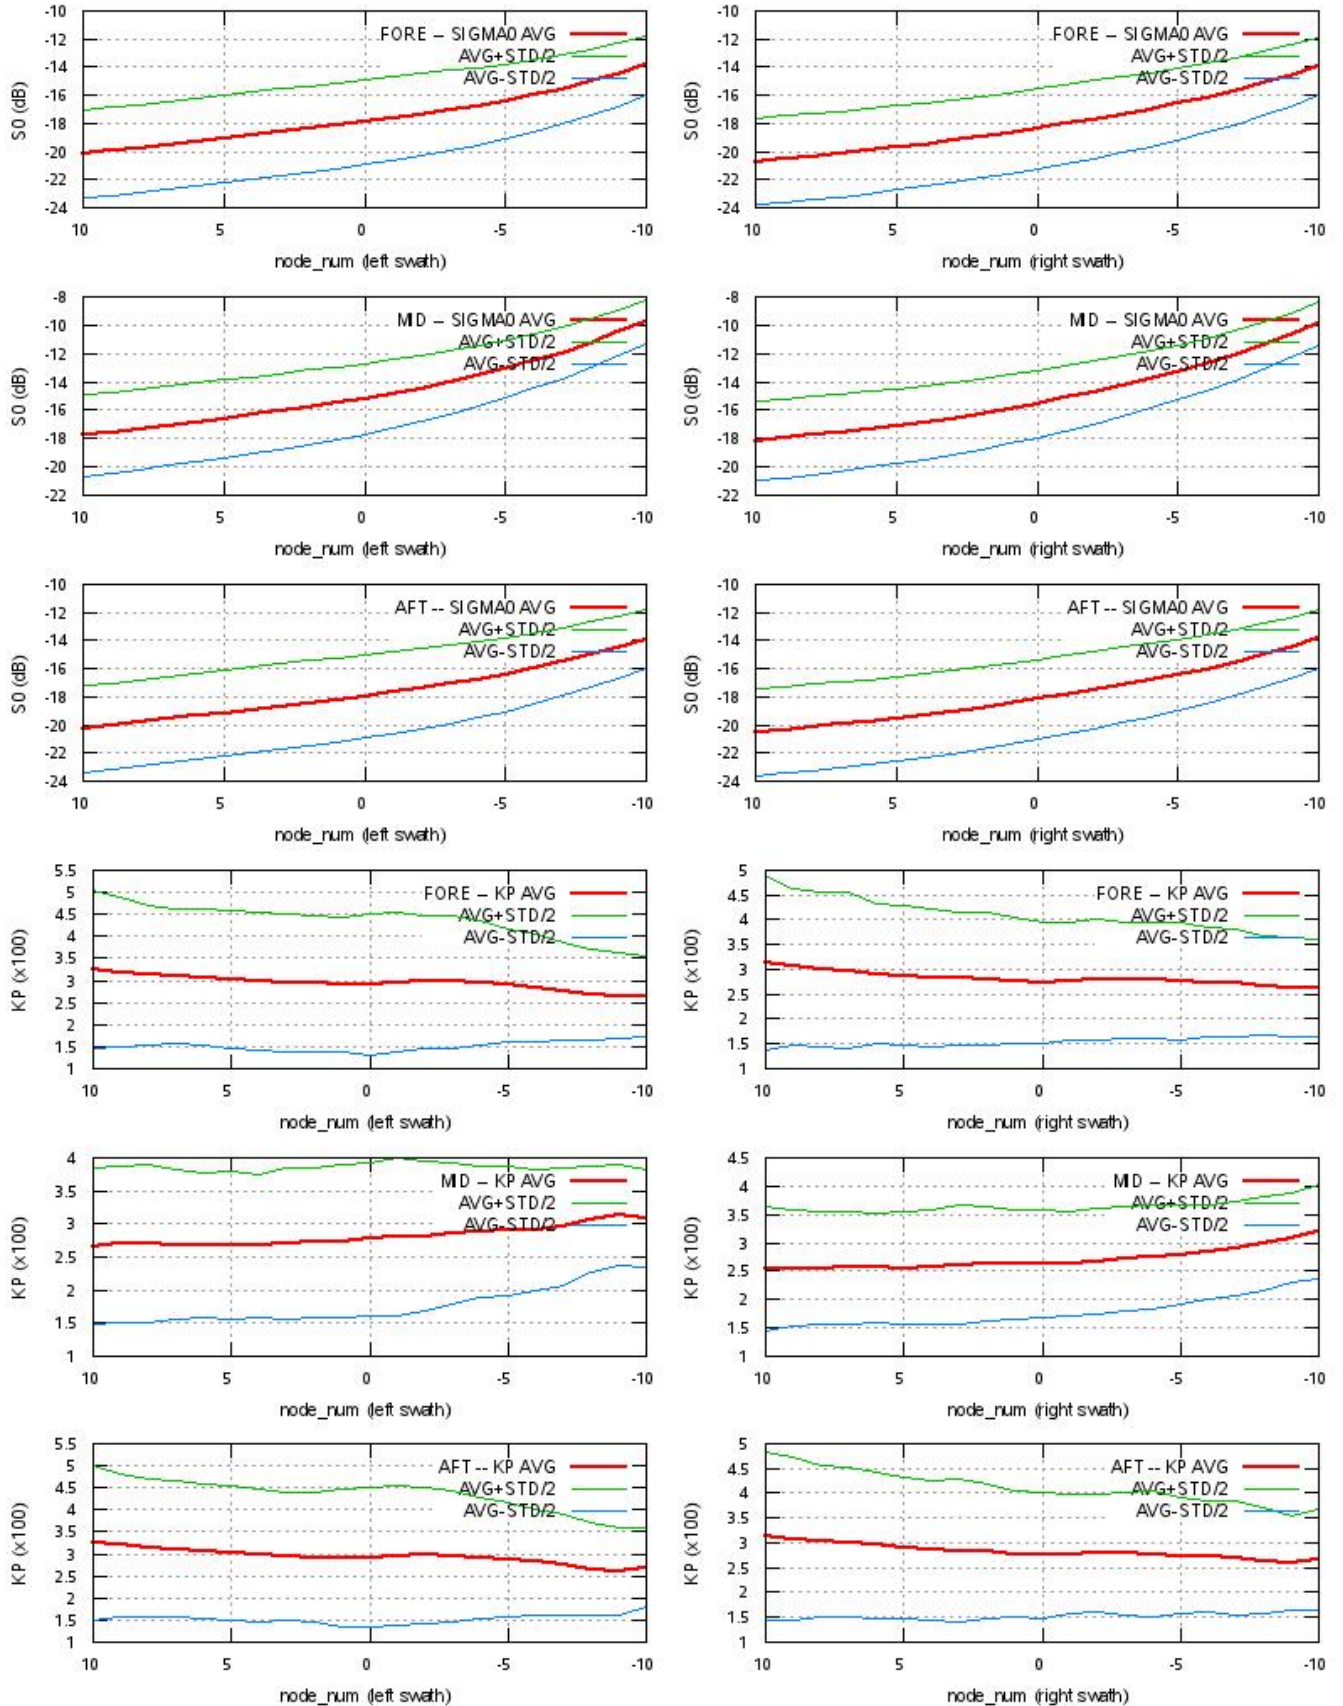 -10
-12
-14
-16
-18
-20
-22
-24
S0 (dB)
FORE – SIGMA0 AVG
AVG+STD/2
AVG-STD/2
10 5 0 -5 -10
node_num (left swath)
-10
-12
-14
-16
-18
-20
-22
-24
S0 (dB)
FORE – SIGMA0 AVG
AVG+STD/2
AVG-STD/2
10 5 0 -5 -10
node_num (right swath)
-8
-10
-12
-14
-16
-18
-20
-22
S0 (dB)
MID – SIGMA0 AVG
AVG+STD/2
AVG-STD/2
10 5 0 -5 -10
node_num (left swath)
-8
-10
-12
-14
-16
-18
-20
-22
S0 (dB)
MID – SIGMA0 AVG
AVG+STD/2
AVG-STD/2
10 5 0 -5 -10
node_num (right swath)
-10
-12
-14
-16
-18
-20
-22
-24
S0 (dB)
AFT -- SIGMA0 AVG
AVG+STD/2
AVG-STD/2
10 5 0 -5 -10
node_num (left swath)
-10
-12
-14
-16
-18
-20
-22
-24
S0 (dB)
AFT -- SIGMA0 AVG
AVG+STD/2
AVG-STD/2
10 5 0 -5 -10
node_num (right swath)
5.5
5
4.5
4
3.5
3
2.5
2
1.5
1
KP (x100)
FORE – KP AVG
AVG+STD/2
AVG-STD/2
10 5 0 -5 -10
node_num (left swath)
5
4.5
4
3.5
3
2.5
2
1.5
1
KP (x100)
FORE – KP AVG
AVG+STD/2
AVG-STD/2
10 5 0 -5 -10
node_num (right swath)
4
3.5
3
2.5
2
1.5
1
KP (x100)
MID – KP AVG
AVG+STD/2
AVG-STD/2
10 5 0 -5 -10
node_num (left swath)
4.5
4
3.5
3
2.5
2
1.5
1
KP (x100)
MID – KP AVG
AVG+STD/2
AVG-STD/2
10 5 0 -5 -10
node_num (right swath)
5.5
5
4.5
4
3.5
3
2.5
2
1.5
1
KP (x100)
AFT -- KP AVG
AVG+STD/2
AVG-STD/2
10 5 0 -5 -10
node_num (left swath)
5
4.5
4
3.5
3
2.5
2
1.5
1
KP (x100)
AFT -- KP AVG
AVG+STD/2
AVG-STD/2
10 5 0 -5 -10
node_num (right swath)